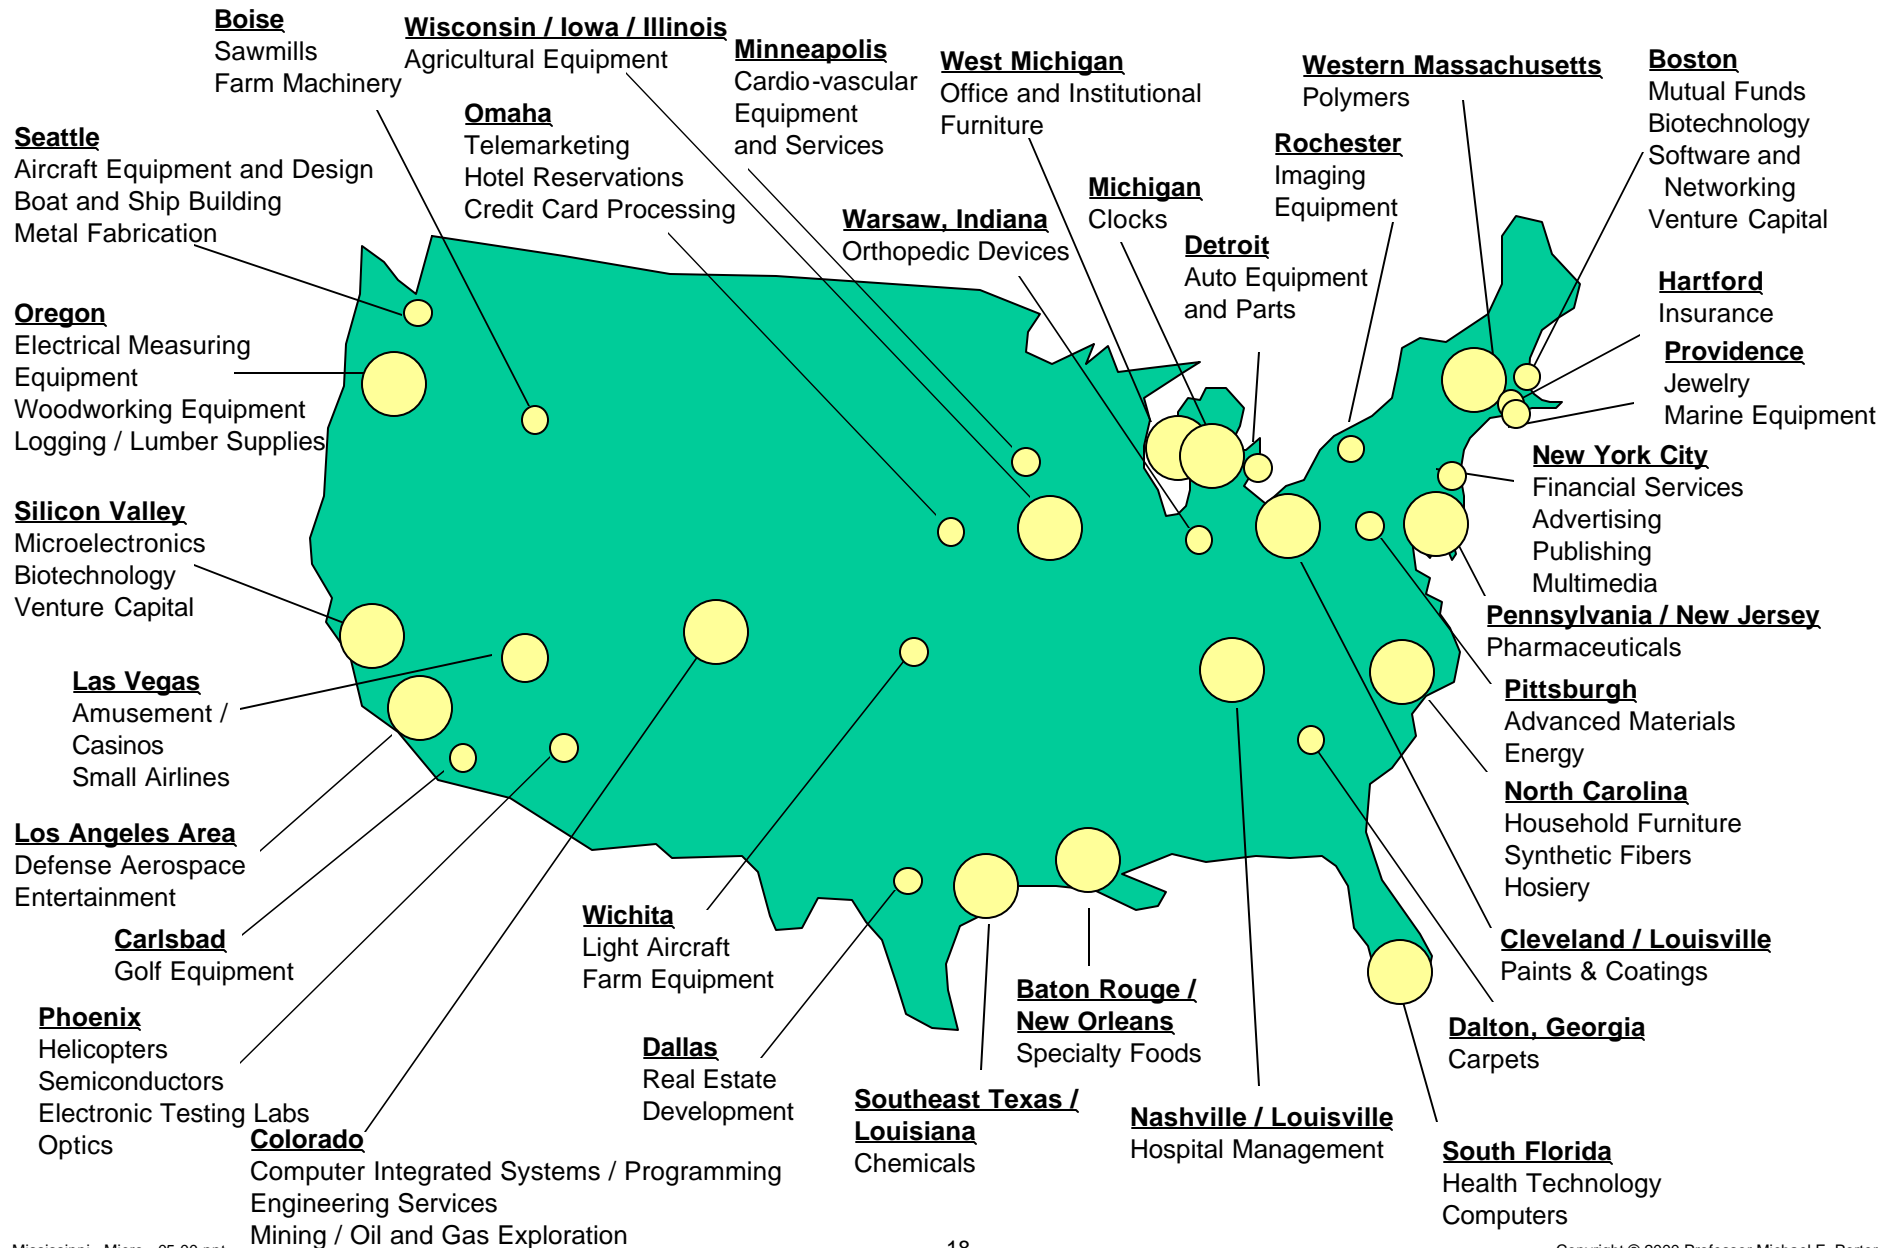 Boise
Sawmills
Farm Machinery
Wisconsin / Iowa / Illinois
Agricultural Equipment
Minneapolis
Cardio-vascular
Equipment
and Services
West Michigan
Office and Institutional
Furniture
Western Massachusetts
Polymers
Boston
Mutual Funds
Biotechnology
Software and
Networking
Venture Capital
Omaha
Telemarketing
Hotel Reservations
Credit Card Processing
Rochester
Imaging
Equipment
Seattle
Aircraft Equipment and Design
Boat and Ship Building
Metal Fabrication
Michigan
Clocks
Warsaw, Indiana
Orthopedic Devices
Detroit
Auto Equipment
and Parts
Hartford
Insurance
Oregon
Electrical Measuring
Equipment
Woodworking Equipment
Logging / Lumber Supplies
Providence
Jewelry
Marine Equipment
New York City
Financial Services
Advertising
Publishing
Multimedia
Silicon Valley
Microelectronics
Biotechnology
Venture Capital
Pennsylvania / New Jersey
Pharmaceuticals
Las Vegas
Amusement /
Casinos
Small Airlines
Pittsburgh
Advanced Materials
Energy
North Carolina
Household Furniture
Synthetic Fibers
Hosiery
Los Angeles Area
Defense Aerospace
Entertainment
Wichita
Light Aircraft
Farm Equipment
Carlsbad
Golf Equipment
Cleveland / Louisville
Paints & Coatings
Baton Rouge /
New Orleans
Specialty Foods
Phoenix
Helicopters
Semiconductors
Electronic Testing Labs
Optics
Dalton, Georgia
Carpets
Dallas
Real Estate
Development
Southeast Texas /
Louisiana
Chemicals
Nashville / Louisville
Hospital Management
Colorado
Computer Integrated Systems / Programming
Engineering Services
Mining / Oil and Gas Exploration
South Florida
Health Technology
Computers
18
Copyright © Professor Michael E. Porter